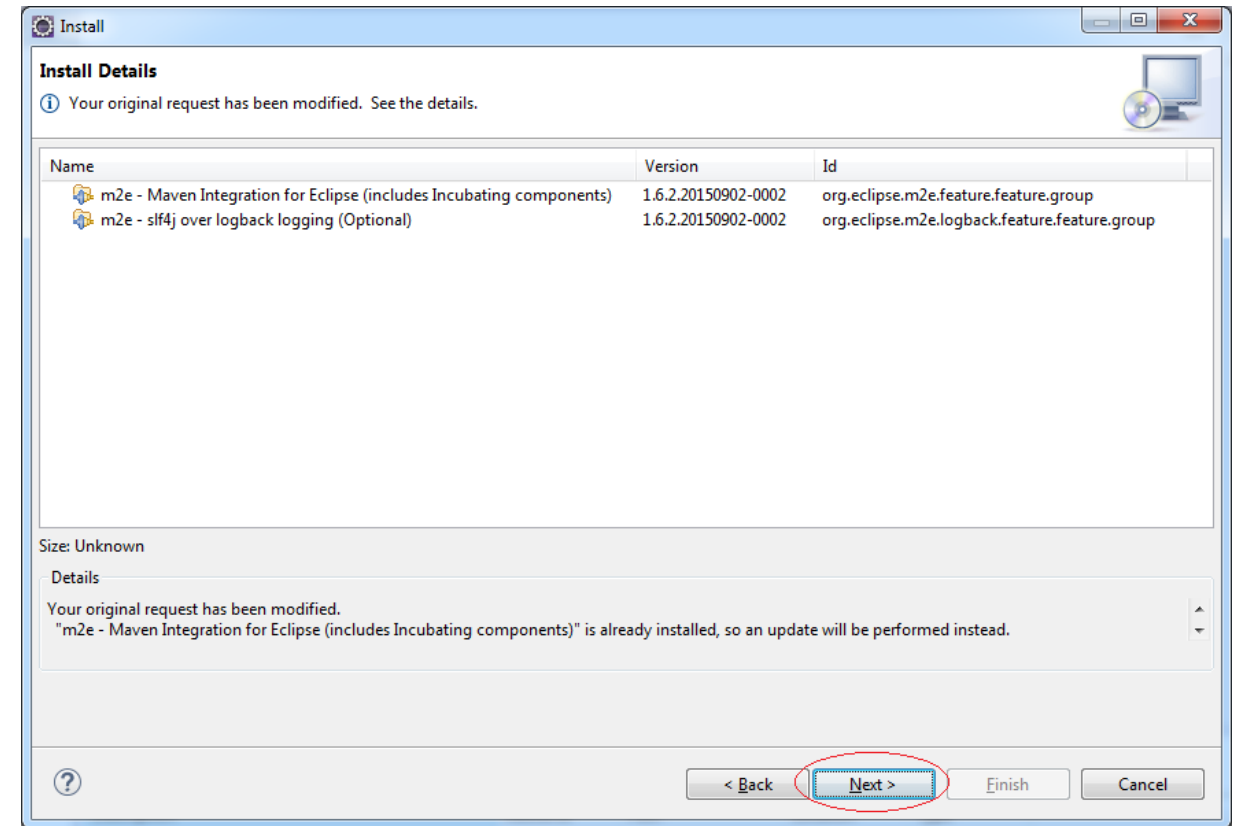 Install
Install Details
Your original request has been modified.  See the details.
Name Version Id
m2e - Maven Integration for Eclipse (includes Incubating components) 1.6.2.20150902-0002 org.eclipse.m2e.feature.feature.group
m2e - slf4j over logback logging (Optional) 1.6.2.20150902-0002 org.eclipse.m2e.logback.feature.feature.group
Size: Unknown
Details
Your original request has been modified.
"m2e - Maven Integration for Eclipse (includes Incubating components)" is already installed, so an update will be performed instead.
< Back Next > Finish Cancel